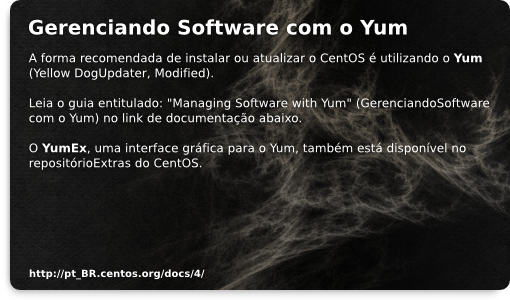 Gerenciando Software com o Yum
A forma recomendada de instalar ou atualizar o CentOS é utilizando o Yum
(Yellow DogUpdater, Modified).
Leia o guia entitulado: "Managing Software with Yum" (GerenciandoSoftware
com o Yum) no link de documentação abaixo.
O YumEx, uma interface gráfica para o Yum, também está disponível no
repositórioExtras do CentOS.
http://pt_BR.centos.org/docs/4/